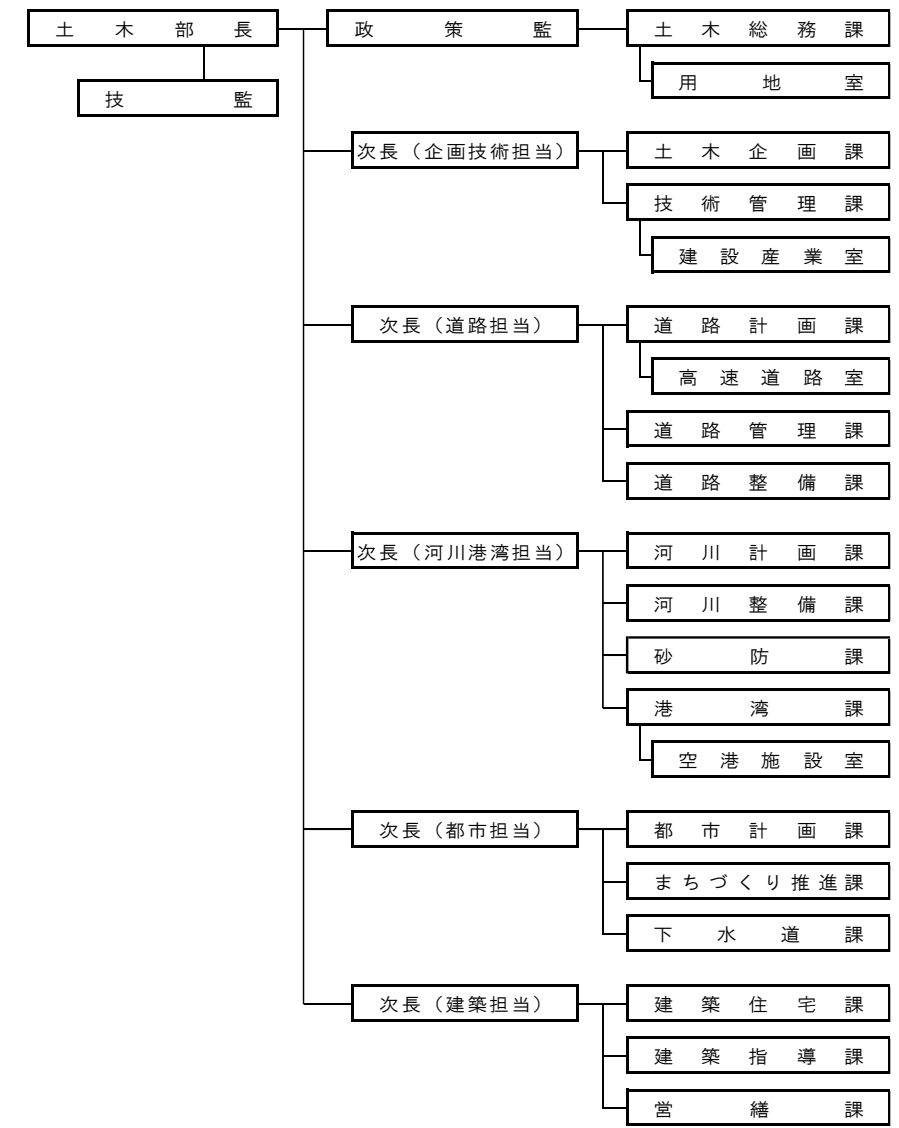 土木部長
政策監
土木総務課
技監
用地室
次長（企画技術担当）
土木企画課
技術管理課
建設産業室
次長（道路担当）
道路計画課
高速道路室
道路管理課
道路整備課
次長（河川港湾担当）
河川計画課
河川整備課
砂防課
港湾課
空港施設室
次長（都市担当）
都市計画課
まちづくり推進課
下水道課
次長（建築担当）
建築住宅課
建築指導課
営繕課